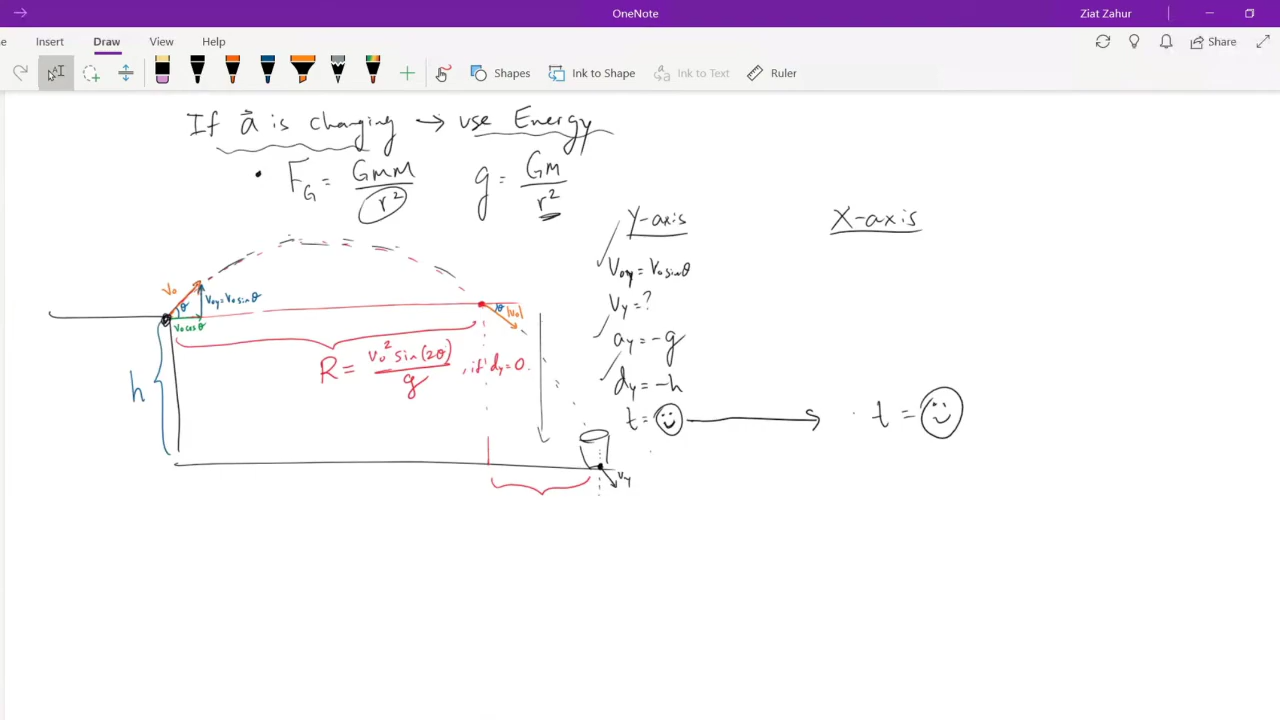 OneNote
Ziat Zahur
Insert Draw View Help
Share
Shapes Ink to Shape Ink to Text Ruler
If a⃗ is changing → use Energy
• F_G = GmM/r² g = Gm/r²
Y-axis X-axis
V₀y = V₀ sinθ
Vy = ?
ay = -g
dy = -h
t = t =
V₀
θ
V₀y = V₀ sinθ
V₀ cosθ
θ |V₀|
R = V₀² sin(2θ)/g , if dy = 0.
h
Vy